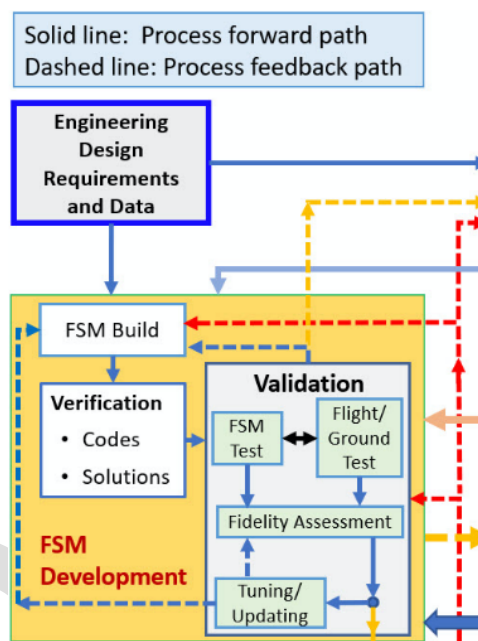 Solid line:  Process forward path
Dashed line: Process feedback path
Engineering
Design
Requirements
and Data
FSM Build
Verification
• Codes
• Solutions
Validation
FSM
Test
Flight/
Ground
Test
Fidelity Assessment
Tuning/
Updating
FSM
Development